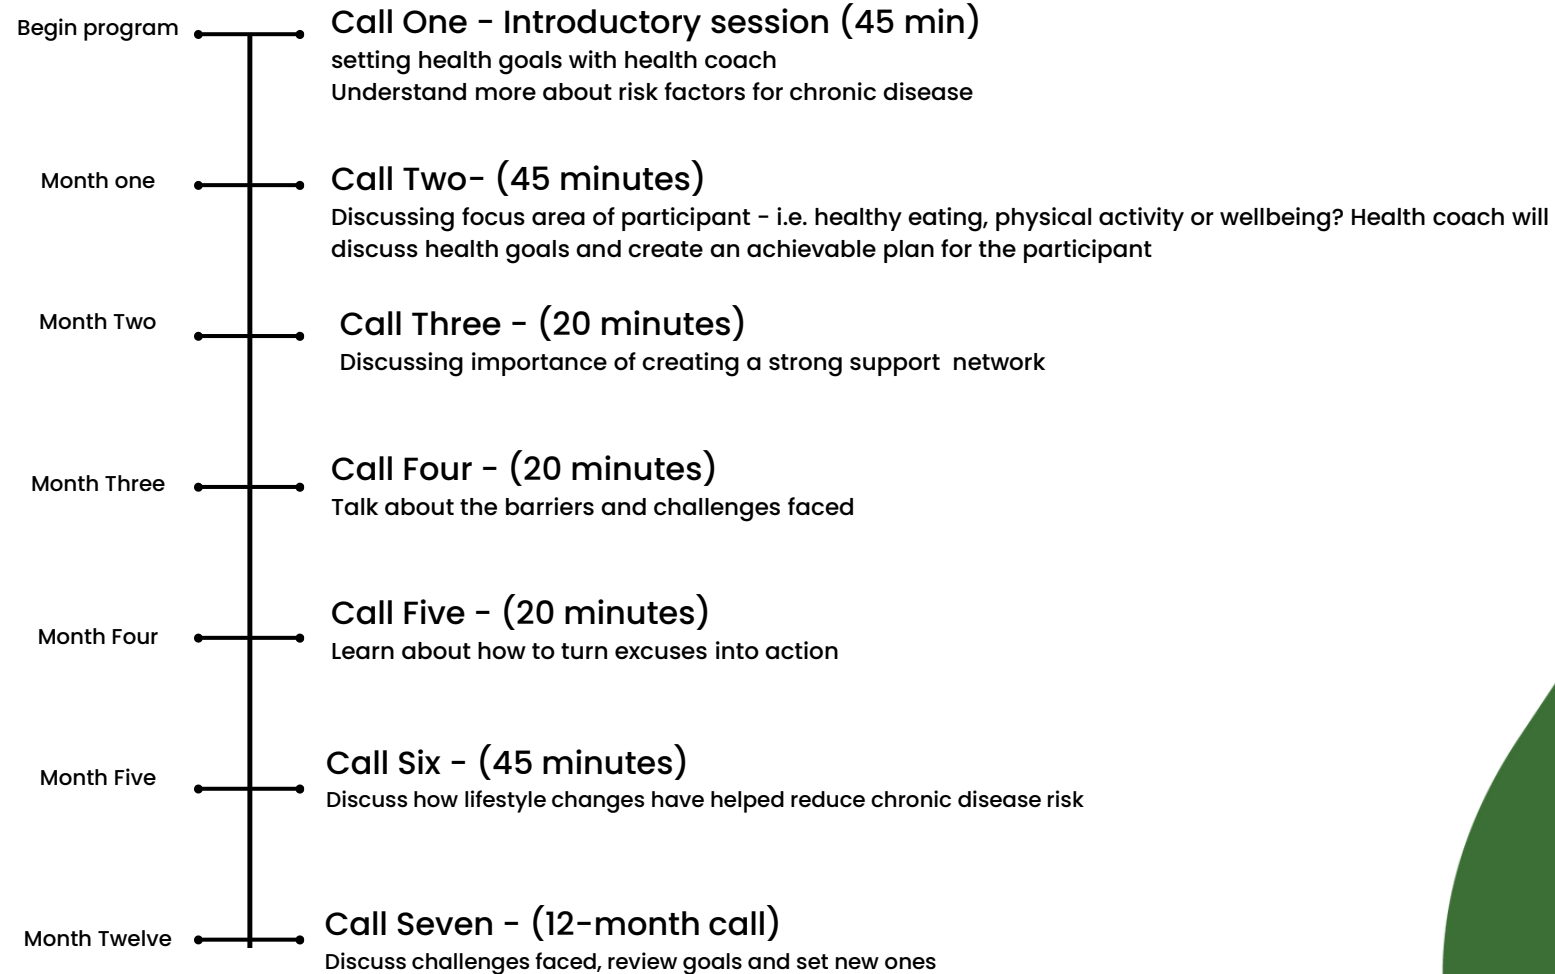 Begin program
Call One - Introductory session (45 min)
setting health goals with health coach
Understand more about risk factors for chronic disease
Month one
Call Two- (45 minutes)
Discussing focus area of participant - i.e. healthy eating, physical activity or wellbeing? Health coach will
discuss health goals and create an achievable plan for the participant
Month Two
Call Three - (20 minutes)
Discussing importance of creating a strong support  network
Month Three
Call Four - (20 minutes)
Talk about the barriers and challenges faced
Month Four
Call Five - (20 minutes)
Learn about how to turn excuses into action
Month Five
Call Six - (45 minutes)
Discuss how lifestyle changes have helped reduce chronic disease risk
Month Twelve
Call Seven - (12-month call)
Discuss challenges faced, review goals and set new ones